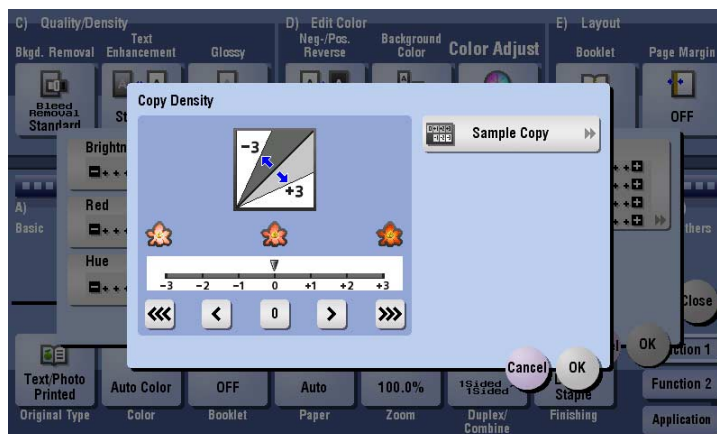 C) Quality/Density
D) Edit Color
E) Layout
Bkgd. Removal
Text
Enhancement
Glossy
Neg-/Pos.
Reverse
Background
Color
Color Adjust
Booklet
Page Margin
Bleed
Removal
Standard
St
OFF
Copy Density
Sample Copy
-3
+3
Brightn
A)
Basic
Red
Hue
thers
-3 -2 -1 0 +1 +2 +3
0
Close
Cancel
OK
OK
ction 1
Text/Photo
Printed
Auto Color
OFF
Auto
100.0%
1Sided-
1Sided
Staple
Function 2
Original Type
Color
Booklet
Paper
Zoom
Duplex/
Combine
Finishing
Application